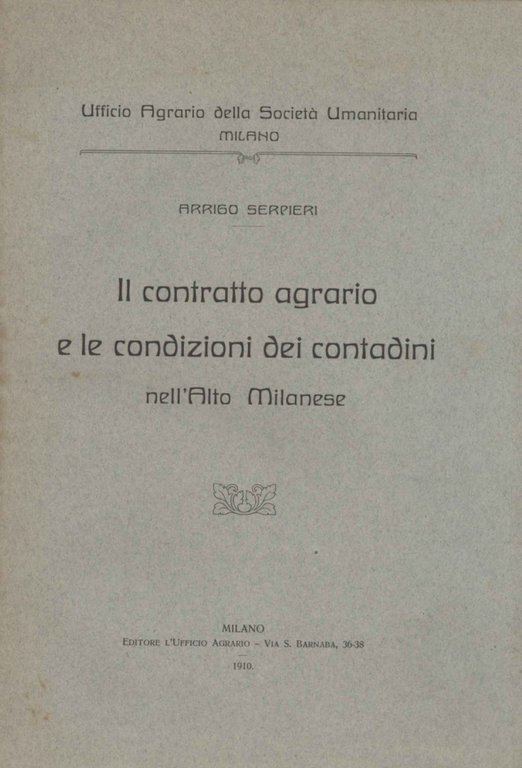 Ufficio Agrario della Società Umanitaria
MILANO
ARRIGO SERPIERI
Il contratto agrario
e le condizioni dei contadini
nell'Alto Milanese
MILANO
Editore l'Ufficio Agrario – Via S. Barnaba, 36-38
1910.